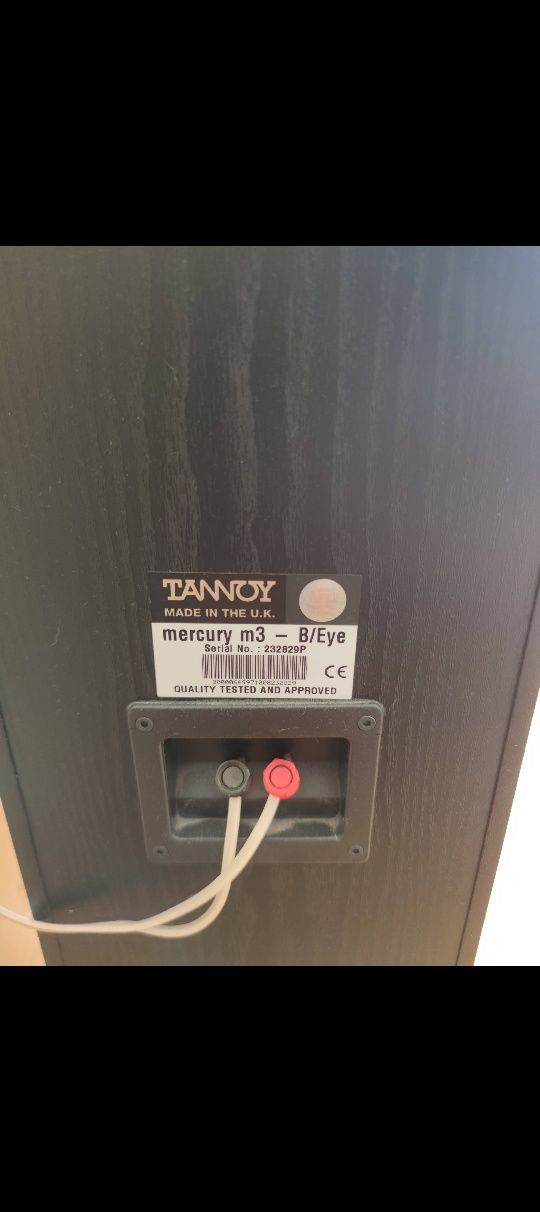 TANNOY
MADE IN THE U.K.
mercury m3 – B/Eye
Serial No. : 232829P
CE
QUALITY TESTED AND APPROVED